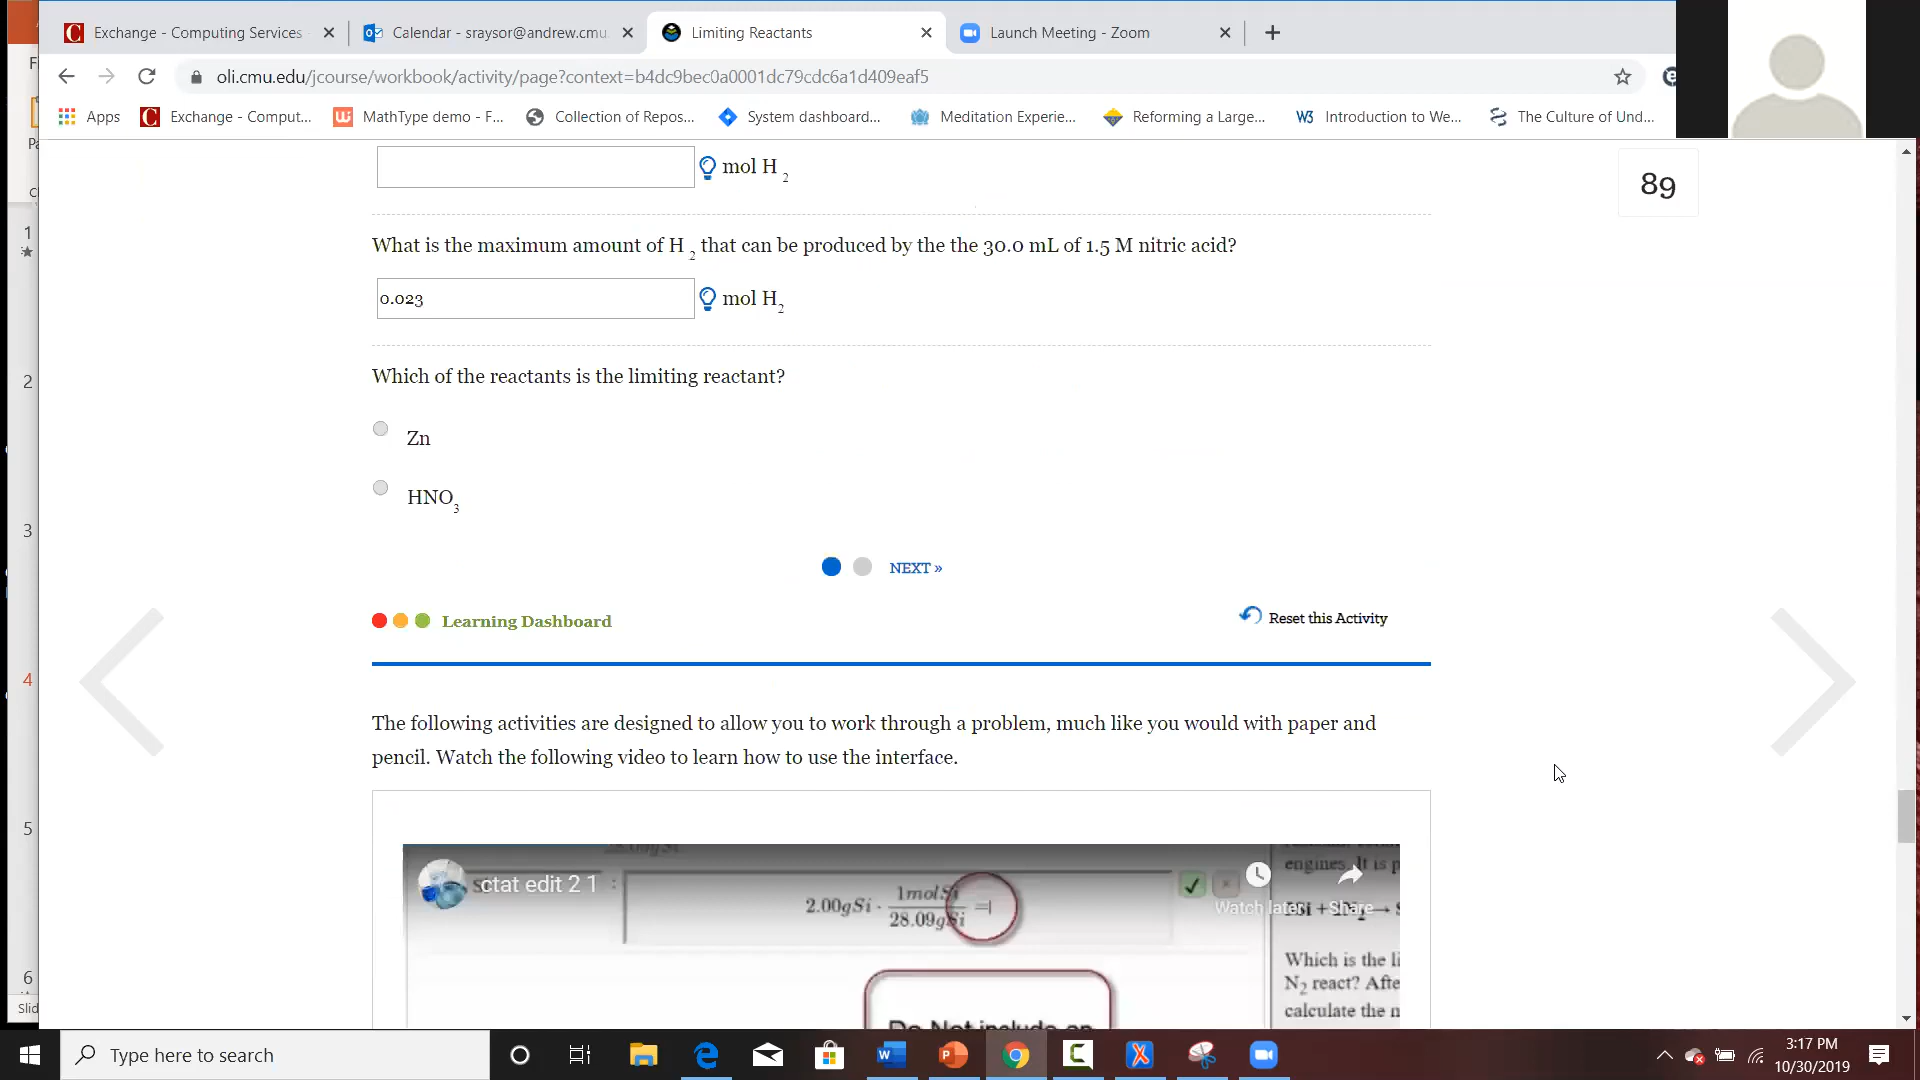 Exchange - Computing Services
Calendar - sraysor@andrew.cmu.
Limiting Reactants
Launch Meeting - Zoom
oli.cmu.edu/jcourse/workbook/activity/page?context=b4dc9bec0a0001dc79cdc6a1d409eaf5
Apps
Exchange - Comput...
MathType demo - F...
Collection of Repos...
System dashboard...
Meditation Experie...
Reforming a Large...
W3 Introduction to We...
The Culture of Und...
mol H 2
89
What is the maximum amount of H 2 that can be produced by the the 30.0 mL of 1.5 M nitric acid?
0.023
mol H2
Which of the reactants is the limiting reactant?
Zn
HNO3
NEXT »
Learning Dashboard
Reset this Activity
The following activities are designed to allow you to work through a problem, much like you would with paper and
pencil. Watch the following video to learn how to use the interface.
ctat edit 2 1
2.00gSi · 1molSi / 28.09gSi =
Watch later
Share
engines. It is p
Which is the li
N2 react? Afte
calculate the n
1
2
3
4
5
6
Slid
Type here to search
3:17 PM
10/30/2019